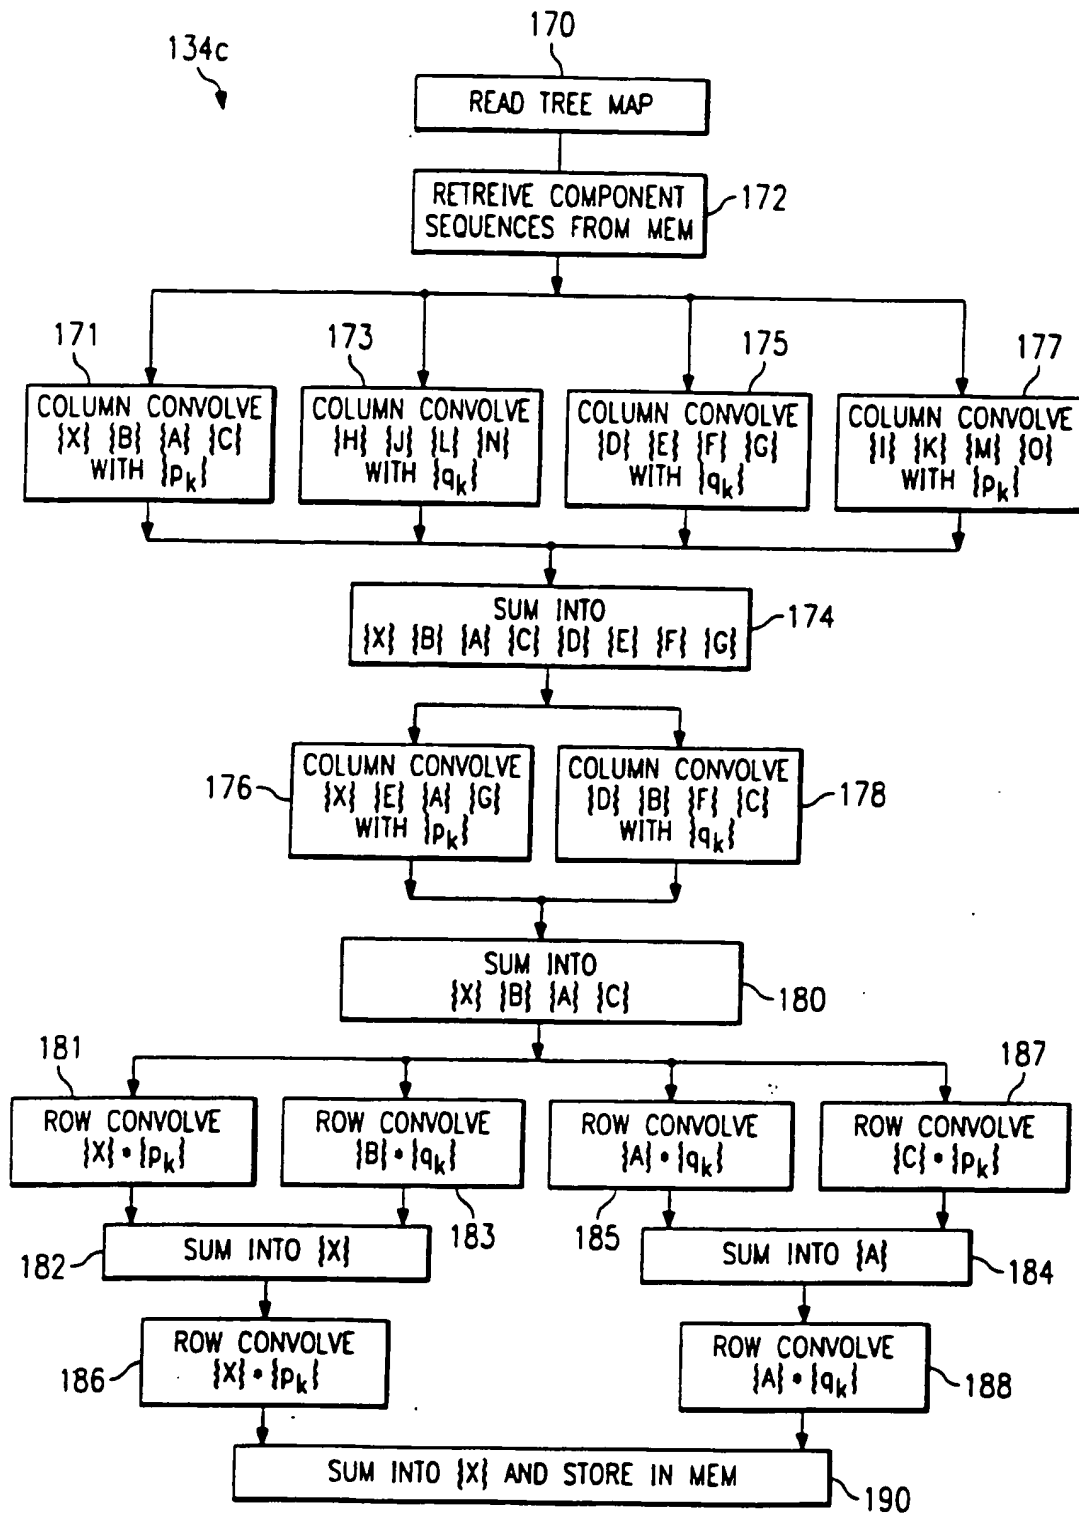 134c
170
READ TREE MAP
RETREIVE COMPONENT
SEQUENCES FROM MEM
172
171
COLUMN CONVOLVE
{X} {B} {A} {C}
WITH {pk}
173
COLUMN CONVOLVE
{H} {J} {L} {N}
WITH {qk}
175
COLUMN CONVOLVE
{D} {E} {F} {G}
WITH {qk}
177
COLUMN CONVOLVE
{I} {K} {M} {O}
WITH {pk}
SUM INTO
{X} {B} {A} {C} {D} {E} {F} {G}
174
176
COLUMN CONVOLVE
{X} {E} {A} {G}
WITH {pk}
COLUMN CONVOLVE
{D} {B} {F} {C}
WITH {qk}
178
SUM INTO
{X} {B} {A} {C}
180
181
ROW CONVOLVE
{X} * {pk}
ROW CONVOLVE
{B} * {qk}
183
ROW CONVOLVE
{A} * {qk}
185
187
ROW CONVOLVE
{C} * {pk}
182
SUM INTO {X}
SUM INTO {A}
184
186
ROW CONVOLVE
{X} * {pk}
ROW CONVOLVE
{A} * {qk}
188
SUM INTO {X} AND STORE IN MEM
190